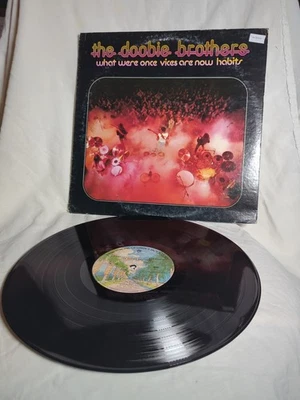 the doobie brothers
what were once vices are now habits